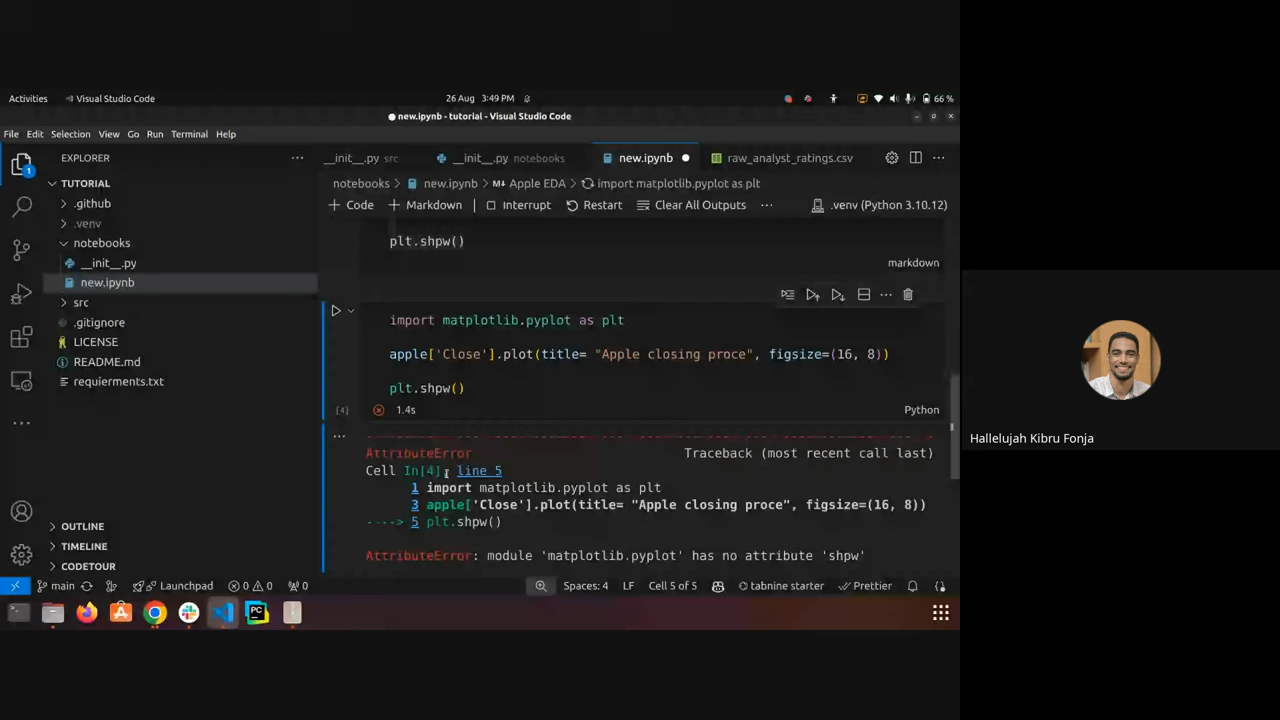 Activities
Visual Studio Code
26 Aug 3:49 PM
66 %
new.ipynb - tutorial - Visual Studio Code
File Edit Selection View Go Run Terminal Help
EXPLORER
__init__.py src
__init__.py notebooks
new.ipynb
raw_analyst_ratings.csv
TUTORIAL
.github
.venv
notebooks
__init__.py
new.ipynb
src
.gitignore
LICENSE
README.md
requierments.txt
OUTLINE
TIMELINE
CODETOUR
notebooks > new.ipynb > M↓ Apple EDA > import matplotlib.pyplot as plt
+ Code + Markdown Interrupt Restart Clear All Outputs ... .venv (Python 3.10.12)
plt.shpw()
markdown
import matplotlib.pyplot as plt
apple['Close'].plot(title= "Apple closing proce", figsize=(16, 8))
plt.shpw()
[4] 1.4s Python
AttributeError Traceback (most recent call last)
Cell In[4], line 5
1 import matplotlib.pyplot as plt
3 apple['Close'].plot(title= "Apple closing proce", figsize=(16, 8))
----> 5 plt.shpw()
AttributeError: module 'matplotlib.pyplot' has no attribute 'shpw'
main Launchpad 0 0 0 Spaces: 4 LF Cell 5 of 5 tabnine starter Prettier
1
PC
Hallelujah Kibru Fonja